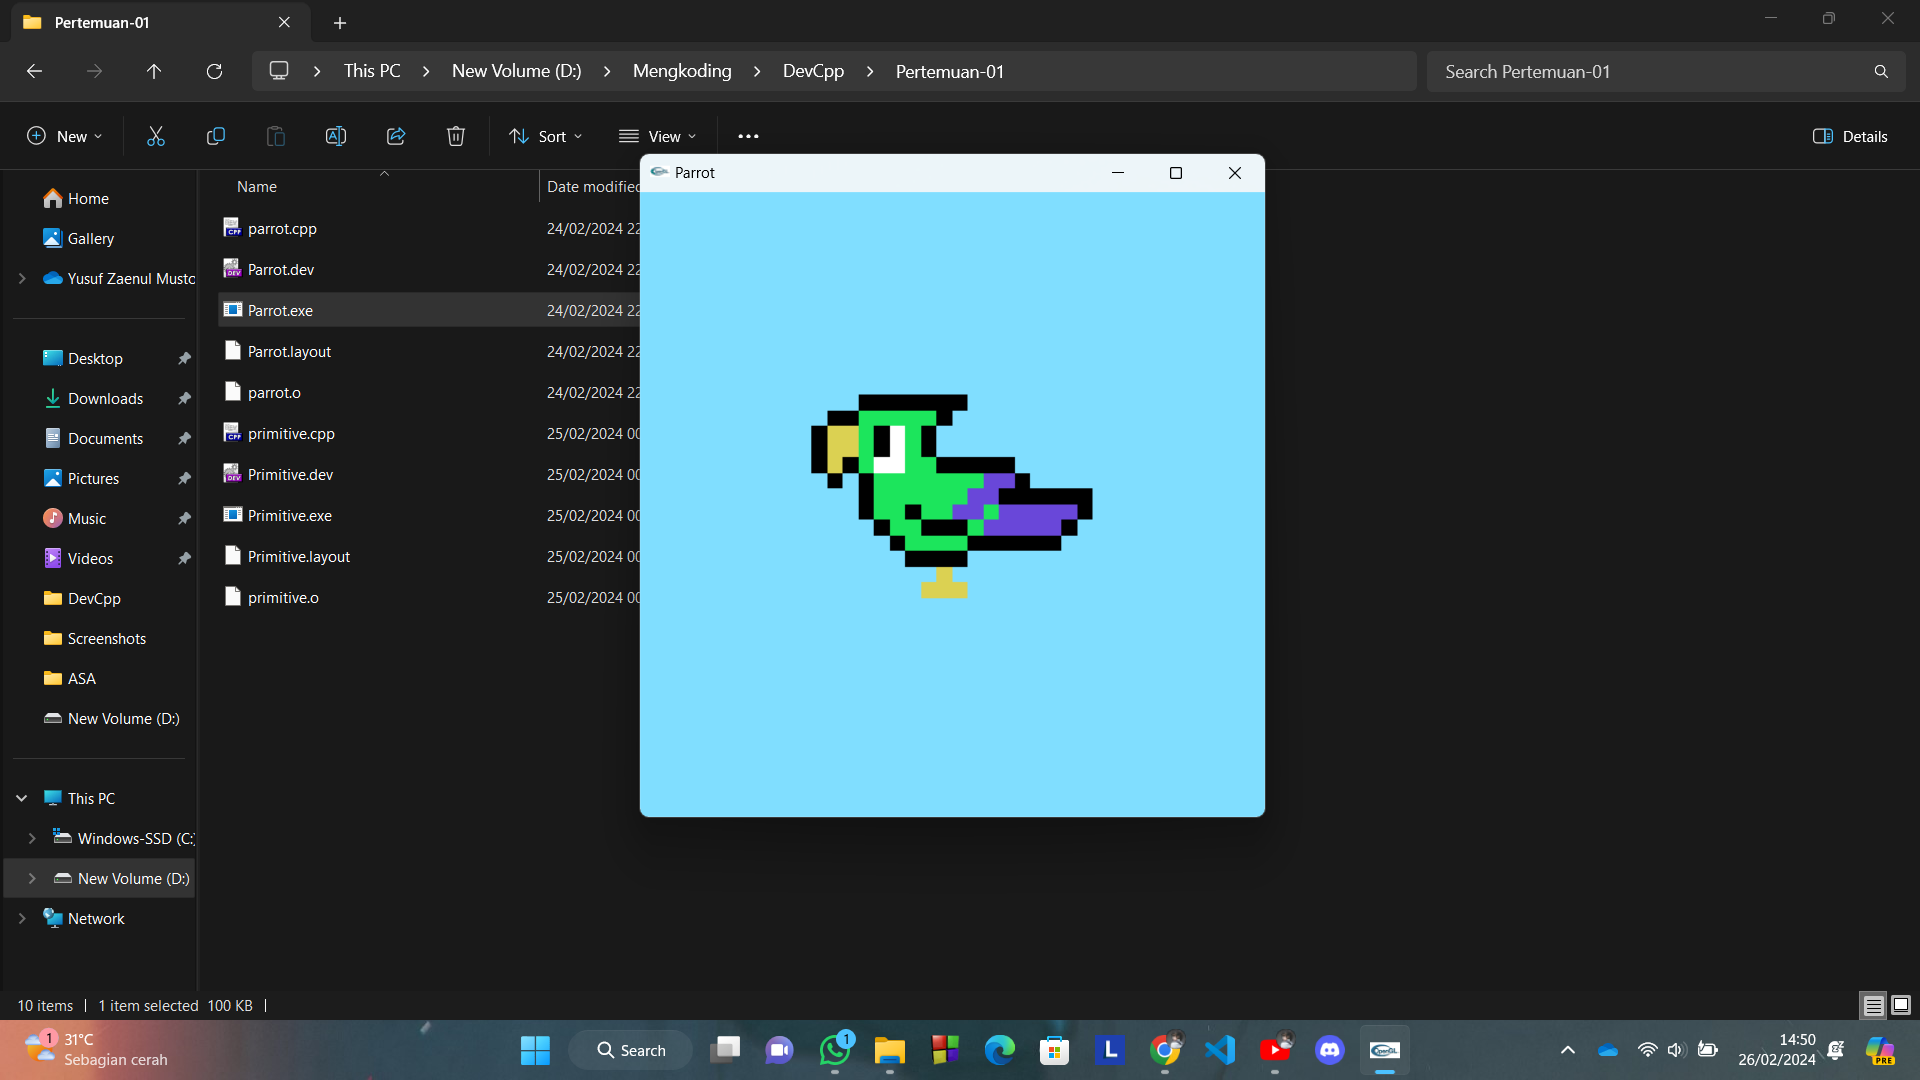 Pertemuan-01
This PC > New Volume (D:) > Mengkoding > DevCpp > Pertemuan-01
Search Pertemuan-01
New
Sort
View
Details
Name
Date modified
Home
Gallery
Yusuf Zaenul Musto
Desktop
Downloads
Documents
Pictures
Music
Videos
DevCpp
Screenshots
ASA
New Volume (D:)
This PC
Windows-SSD (C:)
New Volume (D:)
Network
parrot.cpp 24/02/2024 22
Parrot.dev 24/02/2024 22
Parrot.exe 24/02/2024 22
Parrot.layout 24/02/2024 22
parrot.o 24/02/2024 22
primitive.cpp 25/02/2024 00
Primitive.dev 25/02/2024 00
Primitive.exe 25/02/2024 00
Primitive.layout 25/02/2024 00
primitive.o 25/02/2024 00
Parrot
10 items | 1 item selected 100 KB |
1
31°C
Sebagian cerah
Search
1
L
OpenGL
14:50
26/02/2024
PRE